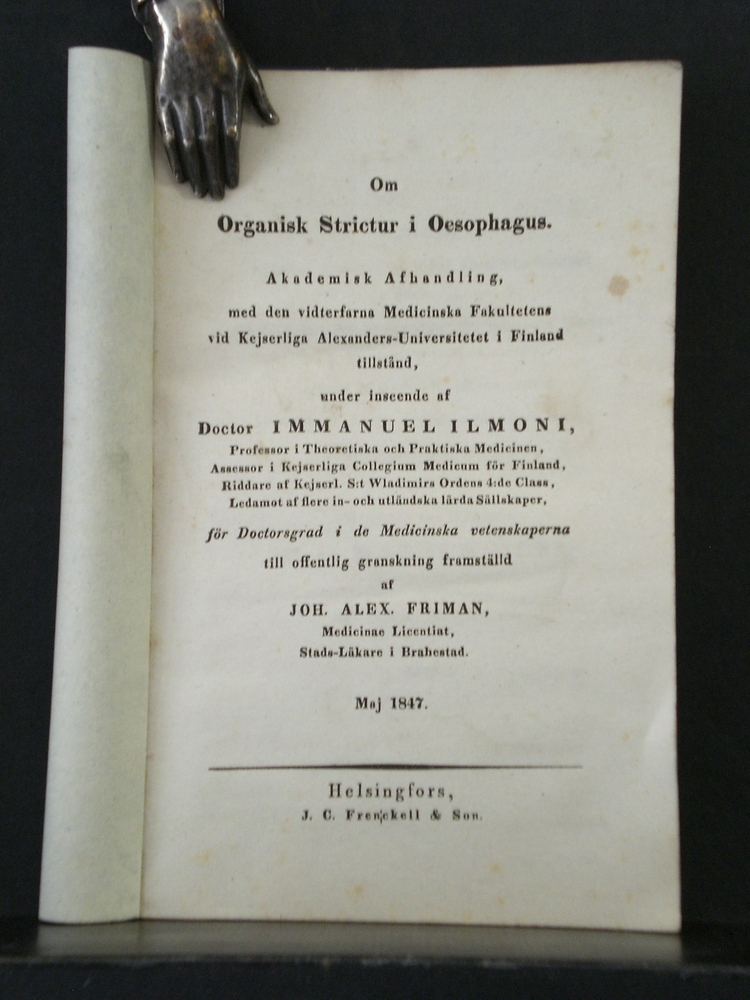 Om
Organisk Strictur i Oesophagus.
Akademisk Afhandling,
med den vidterfarna Medicinska Fakultetens
vid Kejserliga Alexanders-Universitetet i Finland
tillstånd,
under inseende af
Doctor IMMANUEL ILMONI,
Professor i Theoretiska och Praktiska Medicinen,
Assessor i Kejserliga Collegium Medicum för Finland,
Riddare af Kejserl. S:t Wladimirs Ordens 4:de Class,
Ledamot af flere in- och utländska lärda Sällskaper,
för Doctorsgrad i de Medicinska vetenskaperna
till offentlig granskning framställd
af
JOH. ALEX. FRIMAN,
Medicinae Licentiat,
Stads-Läkare i Brahestad.
Maj 1847.
Helsingfors,
J. C. Frenckell & Son.